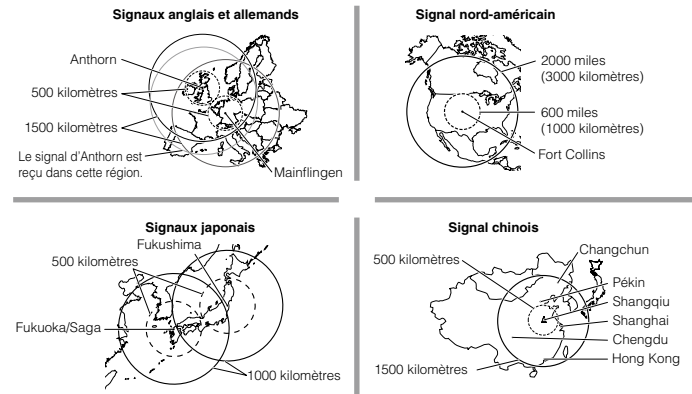 Signaux anglais et allemands
Anthorn
500 kilomètres
1500 kilomètres
Le signal d'Anthorn est
reçu dans cette région.
Mainflingen
Signal nord-américain
2000 miles
(3000 kilomètres)
600 miles
(1000 kilomètres)
Fort Collins
Signaux japonais
Fukushima
500 kilomètres
Fukuoka/Saga
1000 kilomètres
Signal chinois
500 kilomètres
Changchun
Pékin
Shangqiu
Shanghai
Chengdu
Hong Kong
1500 kilomètres